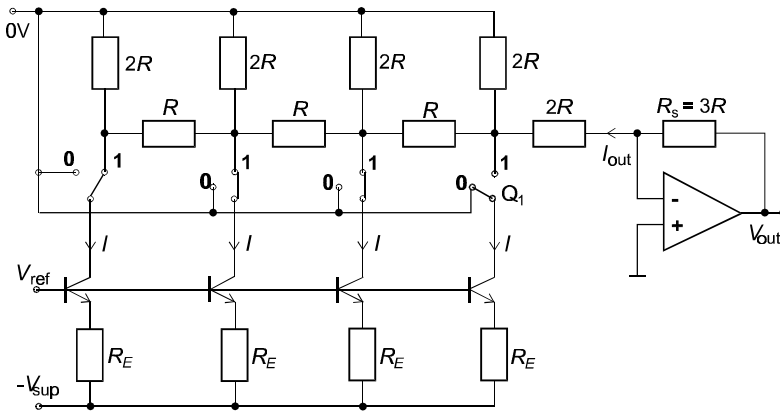 0V
2R 2R 2R 2R
R R R 2R Rs = 3R
Iout
0 1 0 1 0 1 0 1
Q1
- 
+
Vout
I I I I
Vref
RE RE RE RE
-Vsup